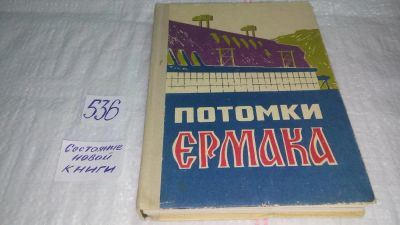 536
Состояние
новой
книги
ПОТОМКИ
ЕРМАКА